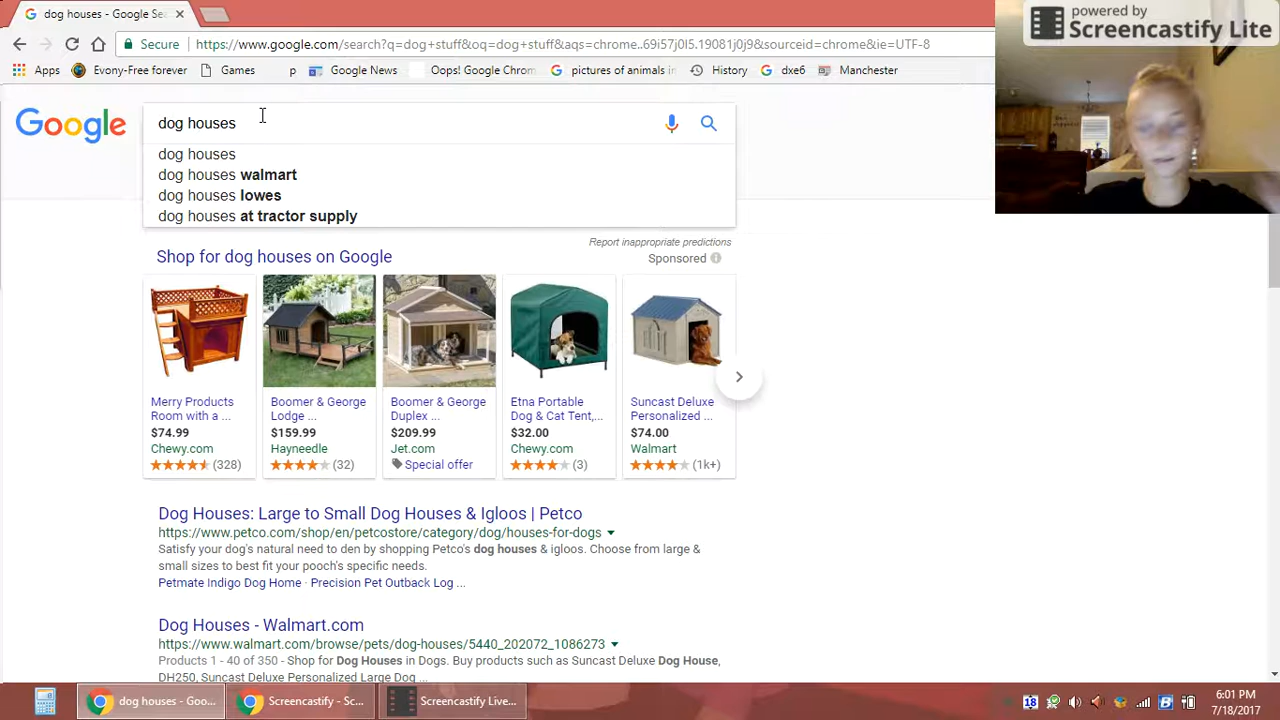 dog houses - Google Se
powered by
Screencastify Lite
Secure
https://www.google.com/search?q=dog+stuff&oq=dog+stuff&aqs=chrome..69i57j0l5.19081j0j9&sourceid=chrome&ie=UTF-8
Apps
Evony-Free forever
Games
p
Google News
Oops! Google Chrom
pictures of animals in
History
dxe6
Manchester
Google
dog houses
dog houses
dog houses walmart
dog houses lowes
dog houses at tractor supply
Report inappropriate predictions
Shop for dog houses on Google
Sponsored
Merry Products
Room with a ...
$74.99
Chewy.com
(328)
Boomer & George
Lodge ...
$159.99
Hayneedle
(32)
Boomer & George
Duplex ...
$209.99
Jet.com
Special offer
Etna Portable
Dog & Cat Tent,...
$32.00
Chewy.com
(3)
Suncast Deluxe
Personalized ...
$74.00
Walmart
(1k+)
Dog Houses: Large to Small Dog Houses & Igloos | Petco
https://www.petco.com/shop/en/petcostore/category/dog/houses-for-dogs
Satisfy your dog's natural need to den by shopping Petco's dog houses & igloos. Choose from large &
small sizes to best fit your pooch's specific needs.
Petmate Indigo Dog Home · Precision Pet Outback Log ...
Dog Houses - Walmart.com
https://www.walmart.com/browse/pets/dog-houses/5440_202072_1086273
Products 1 - 40 of 350 - Shop for Dog Houses in Dogs. Buy products such as Suncast Deluxe Dog House,
DH250, Suncast Deluxe Personalized Large Dog ...
dog houses - Goo...
Screencastify - Sc...
Screencastify Live...
18
6:01 PM
7/18/2017